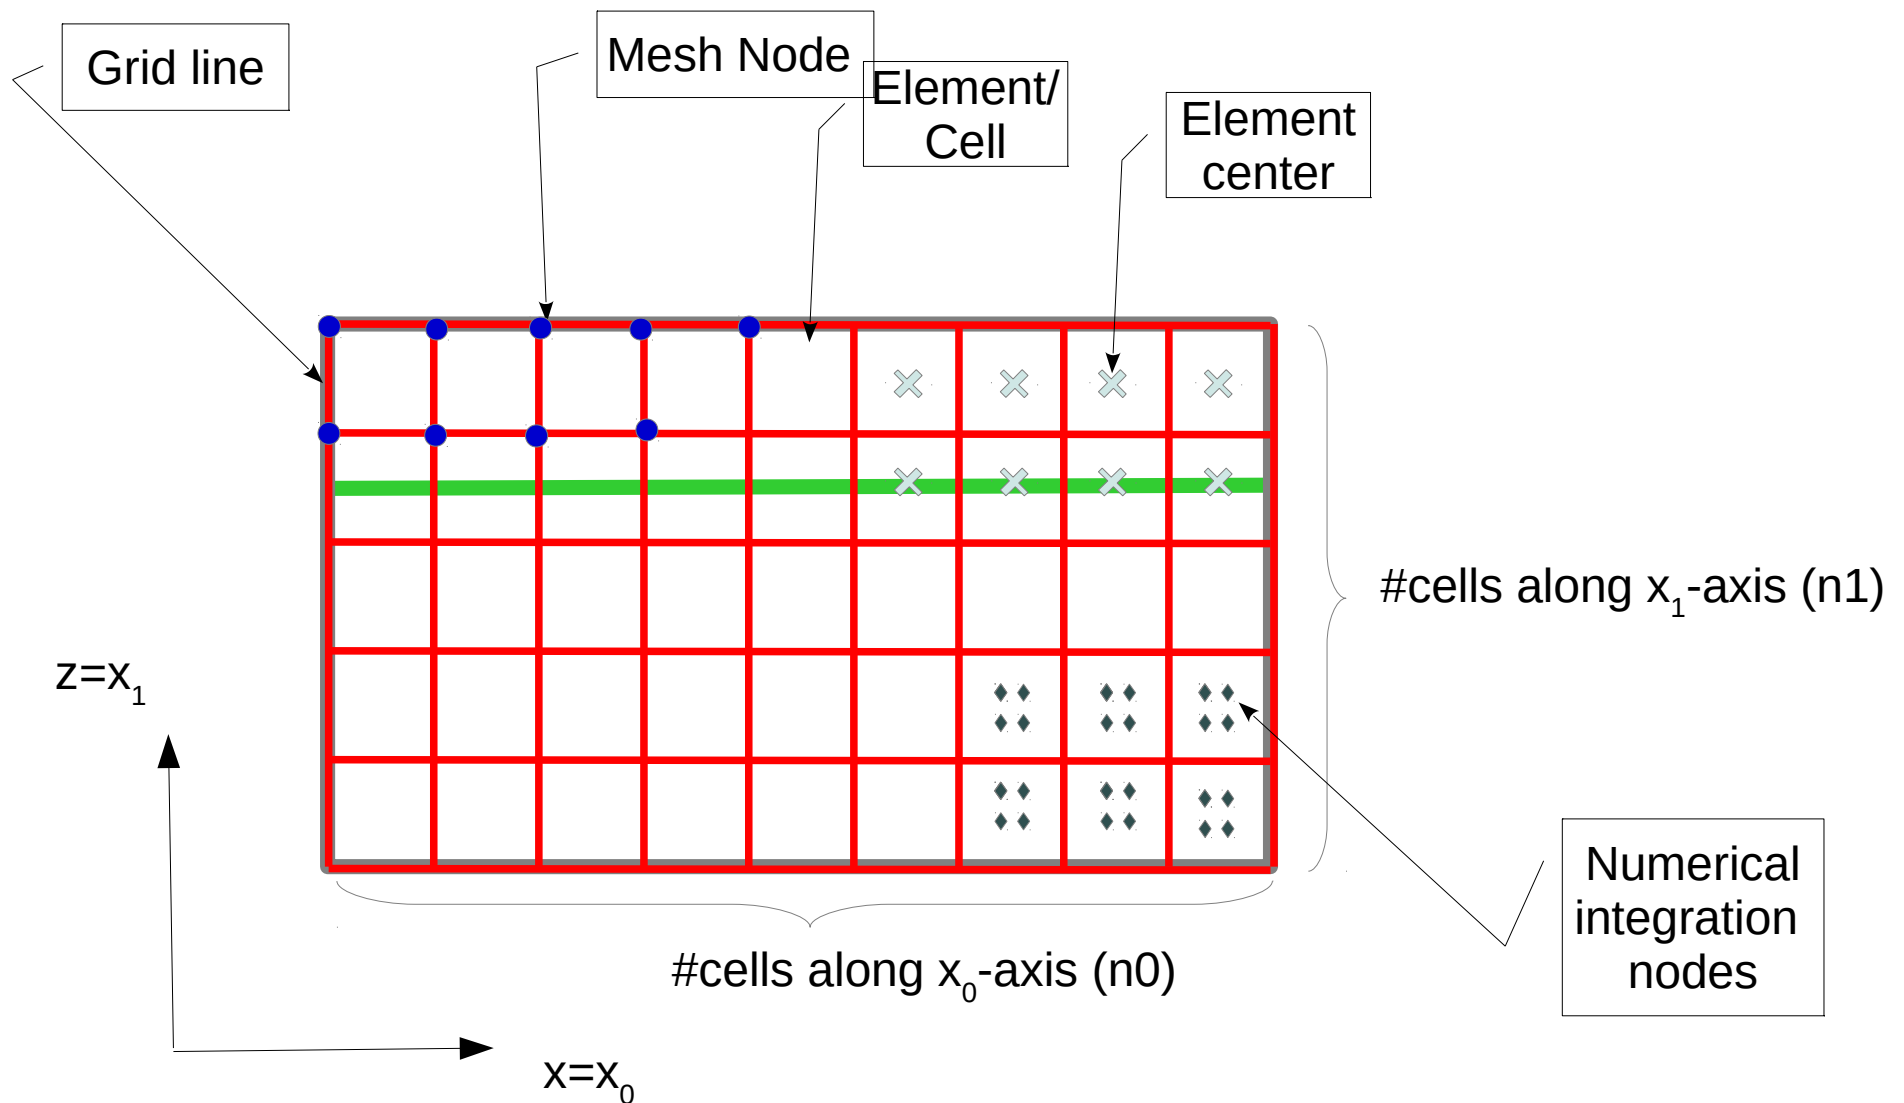 Grid line
Mesh Node
Element/
Cell
Element
center
#cells along x₁-axis (n1)
z=x₁
Numerical
integration
nodes
#cells along x₀-axis (n0)
x=x₀